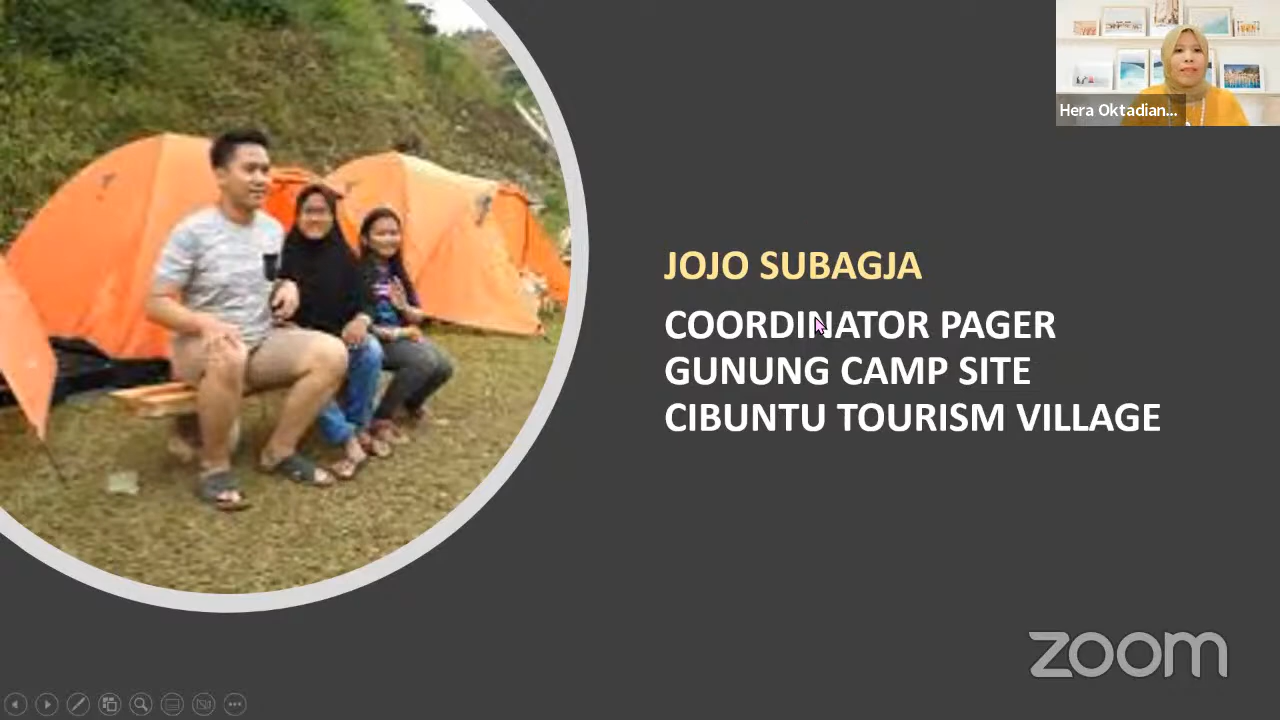 Hera Oktadian...
JOJO SUBAGJA
COORDINATOR PAGER
GUNUNG CAMP SITE
CIBUNTU TOURISM VILLAGE
zoom